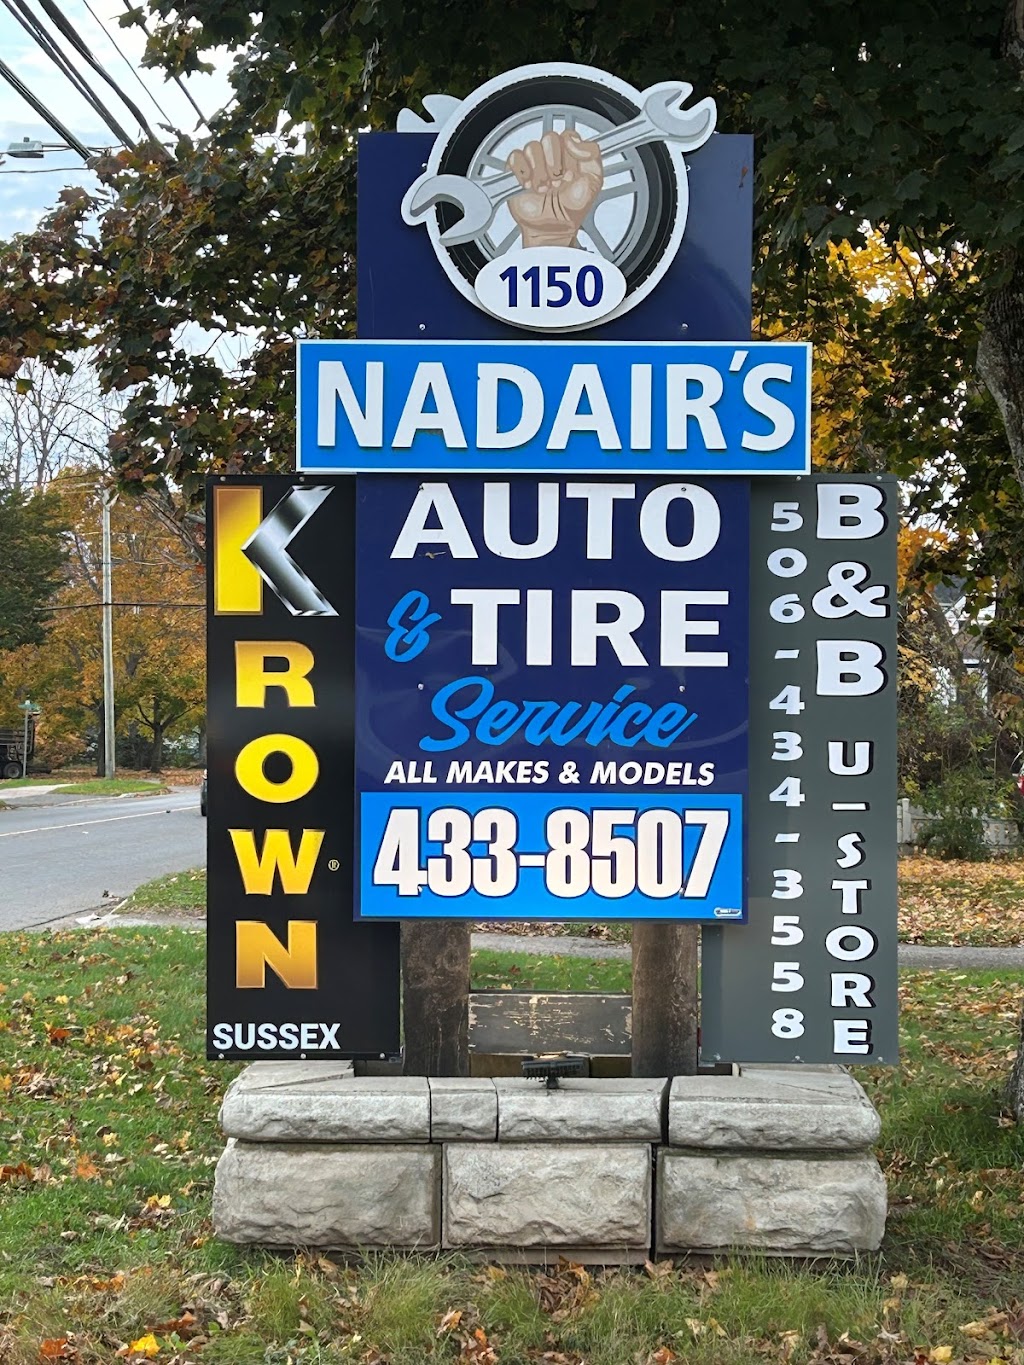 1150
NADAIR'S
AUTO
& TIRE
Service
ALL MAKES & MODELS
433-8507
KROWN®
SUSSEX
506-434-3558
B&B U-STORE